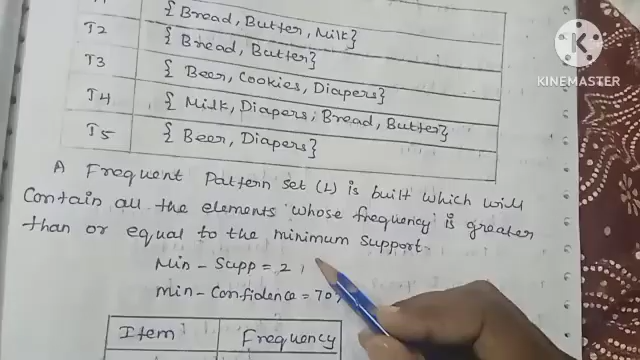 { Bread, Butter, Milk}
T2 { Bread, Butter}
T3 { Beer, Cookies, Diapers}
T4 { Milk, Diapers, Bread, Butter}
T5 { Beer, Diapers}
A Frequent Pattern set (L) is built which will
Contain all the elements whose frequency is greater
than or equal to the minimum support.
Min - Supp = 2,
min - Confidence = 70%
Item Frequency
KINEMASTER